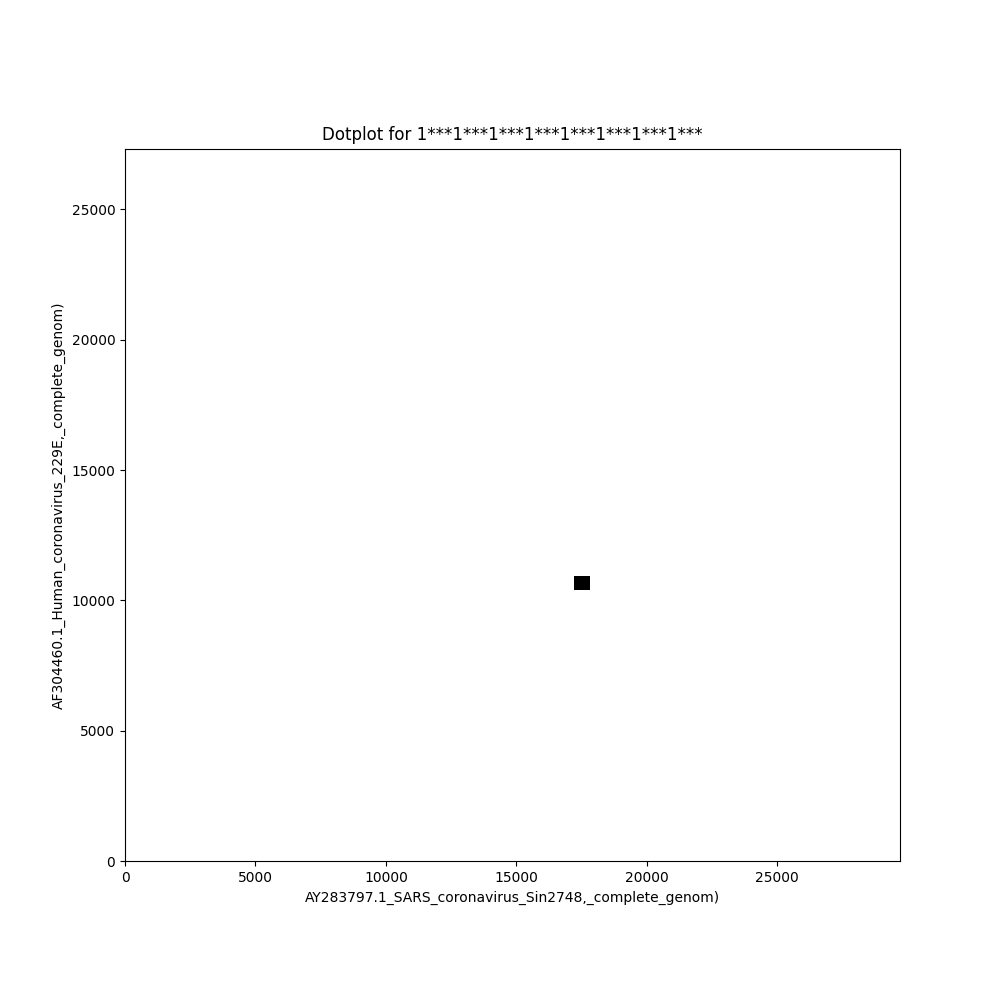 Dotplot for 1***1***1***1***1***1***1***1***
25000
20000
15000
10000
5000
0
AF304460.1_Human_coronavirus_229E,_complete_genom)
0 5000 10000 15000 20000 25000
AY283797.1_SARS_coronavirus_Sin2748,_complete_genom)